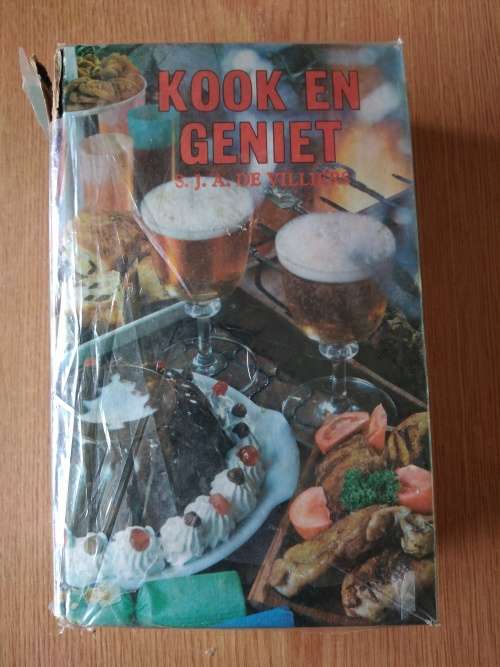 KOOK EN
GENIET
S. J. A. DE VILLIERS